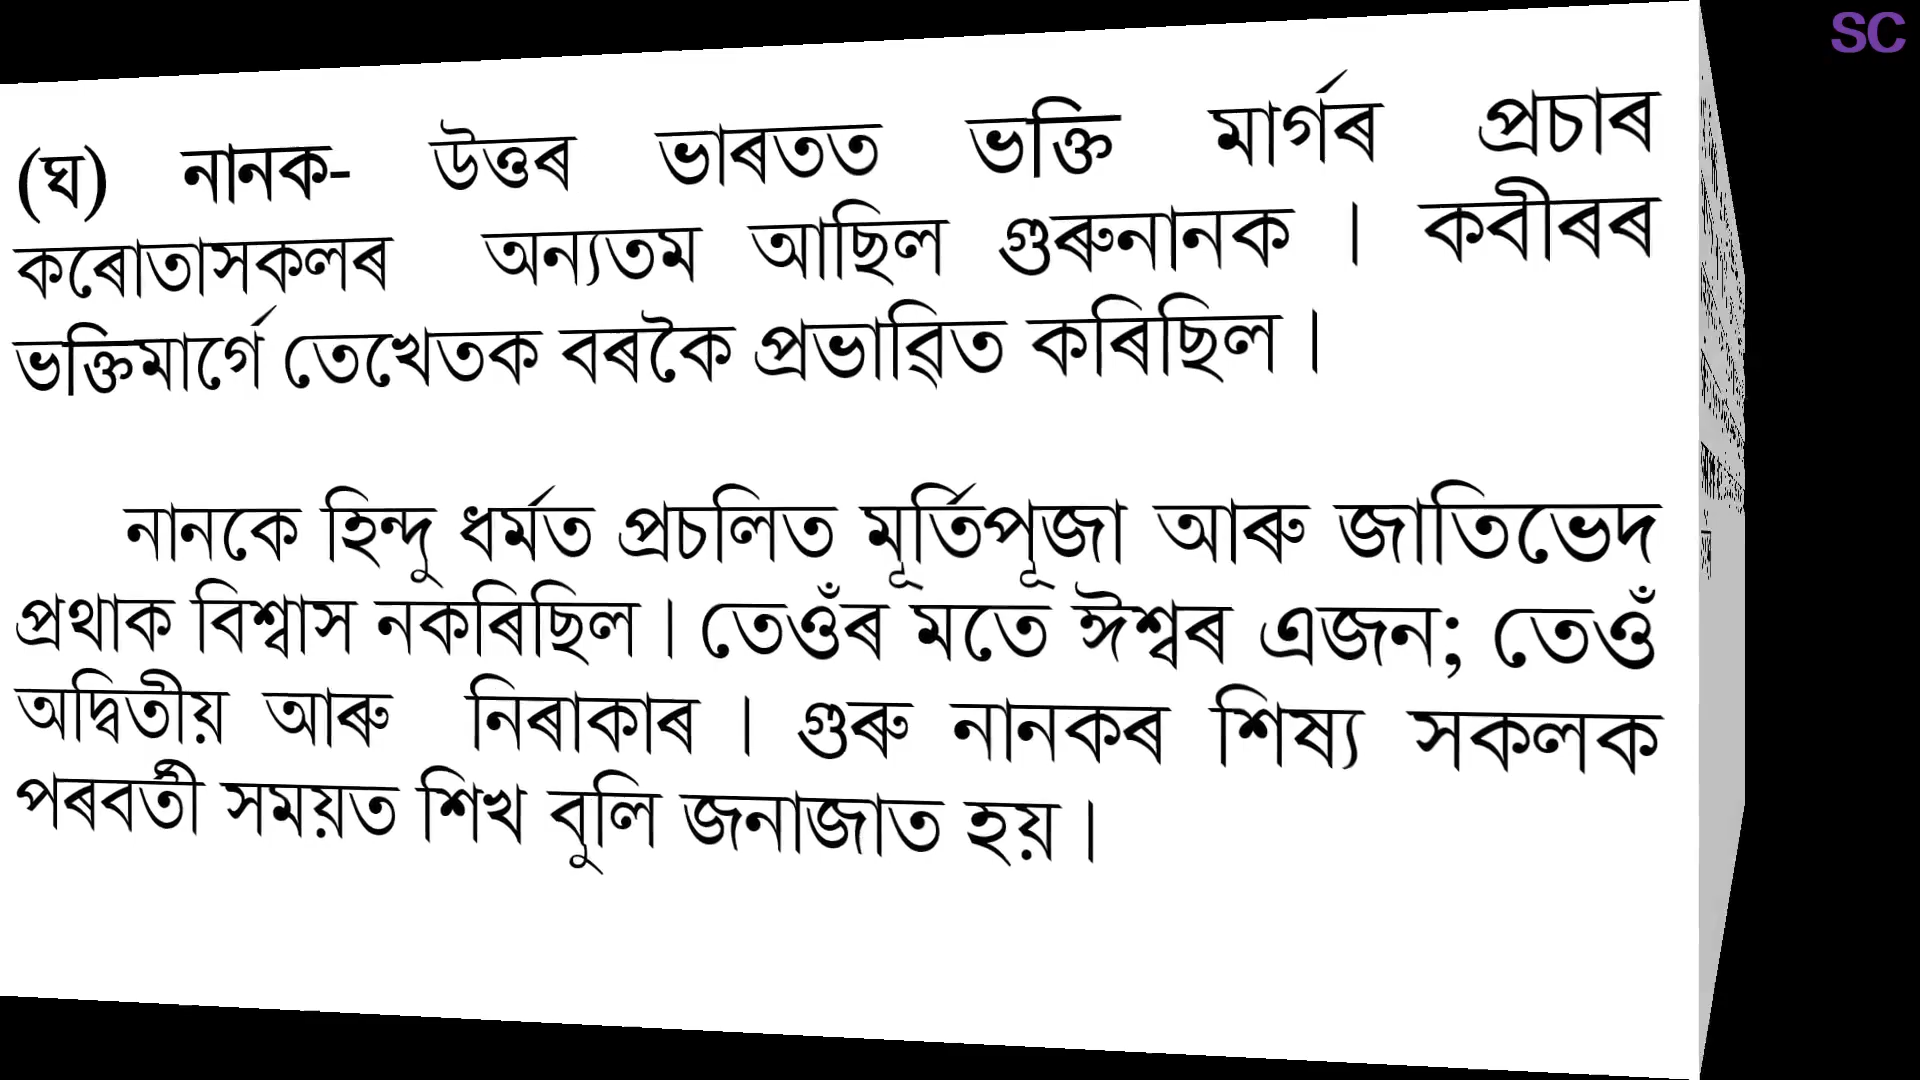 SC
(ঘ) নানক- উত্তৰ ভাৰতত ভক্তি মাৰ্গৰ প্ৰচাৰ
কৰোতাসকলৰ অন্যতম আছিল গুৰুনানক । কবীৰৰ
ভক্তিমাৰ্গে তেখেতক বৰকৈ প্ৰভাৱিত কৰিছিল ।
নানকে হিন্দু ধৰ্মত প্ৰচলিত মূৰ্তিপূজা আৰু জাতিভেদ
প্ৰথাক বিশ্বাস নকৰিছিল । তেওঁৰ মতে ঈশ্বৰ এজন; তেওঁ
অদ্বিতীয় আৰু নিৰাকাৰ । গুৰু নানকৰ শিষ্য সকলক
পৰবৰ্তী সময়ত শিখ বুলি জনাজাত হয় ।